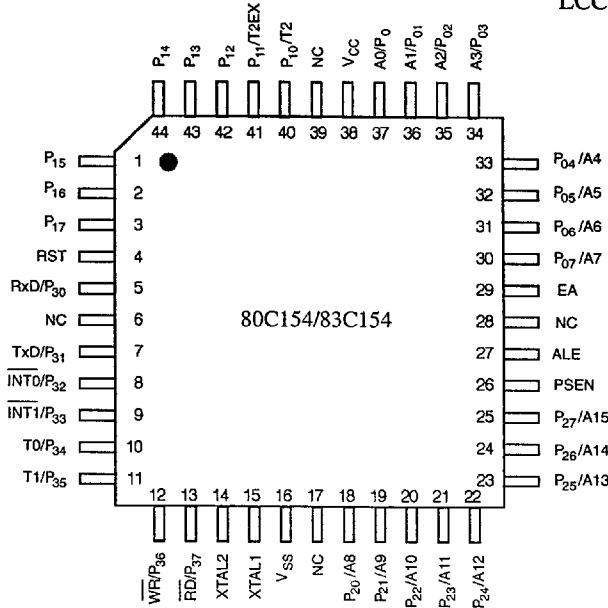 LCC
P14 P13 P12 P11/T2EX P10/T2 NC VCC A0/P0 A1/P01 A2/P02 A3/P03
44 43 42 41 40 39 38 37 36 35 34
P15 1 33 P04/A4
P16 2 32 P05/A5
P17 3 31 P06/A6
RST 4 30 P07/A7
RxD/P30 5 29 EA
NC 6 28 NC
80C154/83C154
TxD/P31 7 27 ALE
INT0/P32 8 26 PSEN
INT1/P33 9 25 P27/A15
T0/P34 10 24 P26/A14
T1/P35 11 23 P25/A13
12 13 14 15 16 17 18 19 20 21 22
WR/P36 RD/P37 XTAL2 XTAL1 VSS NC P20/A8 P21/A9 P22/A10 P23/A11 P24/A12